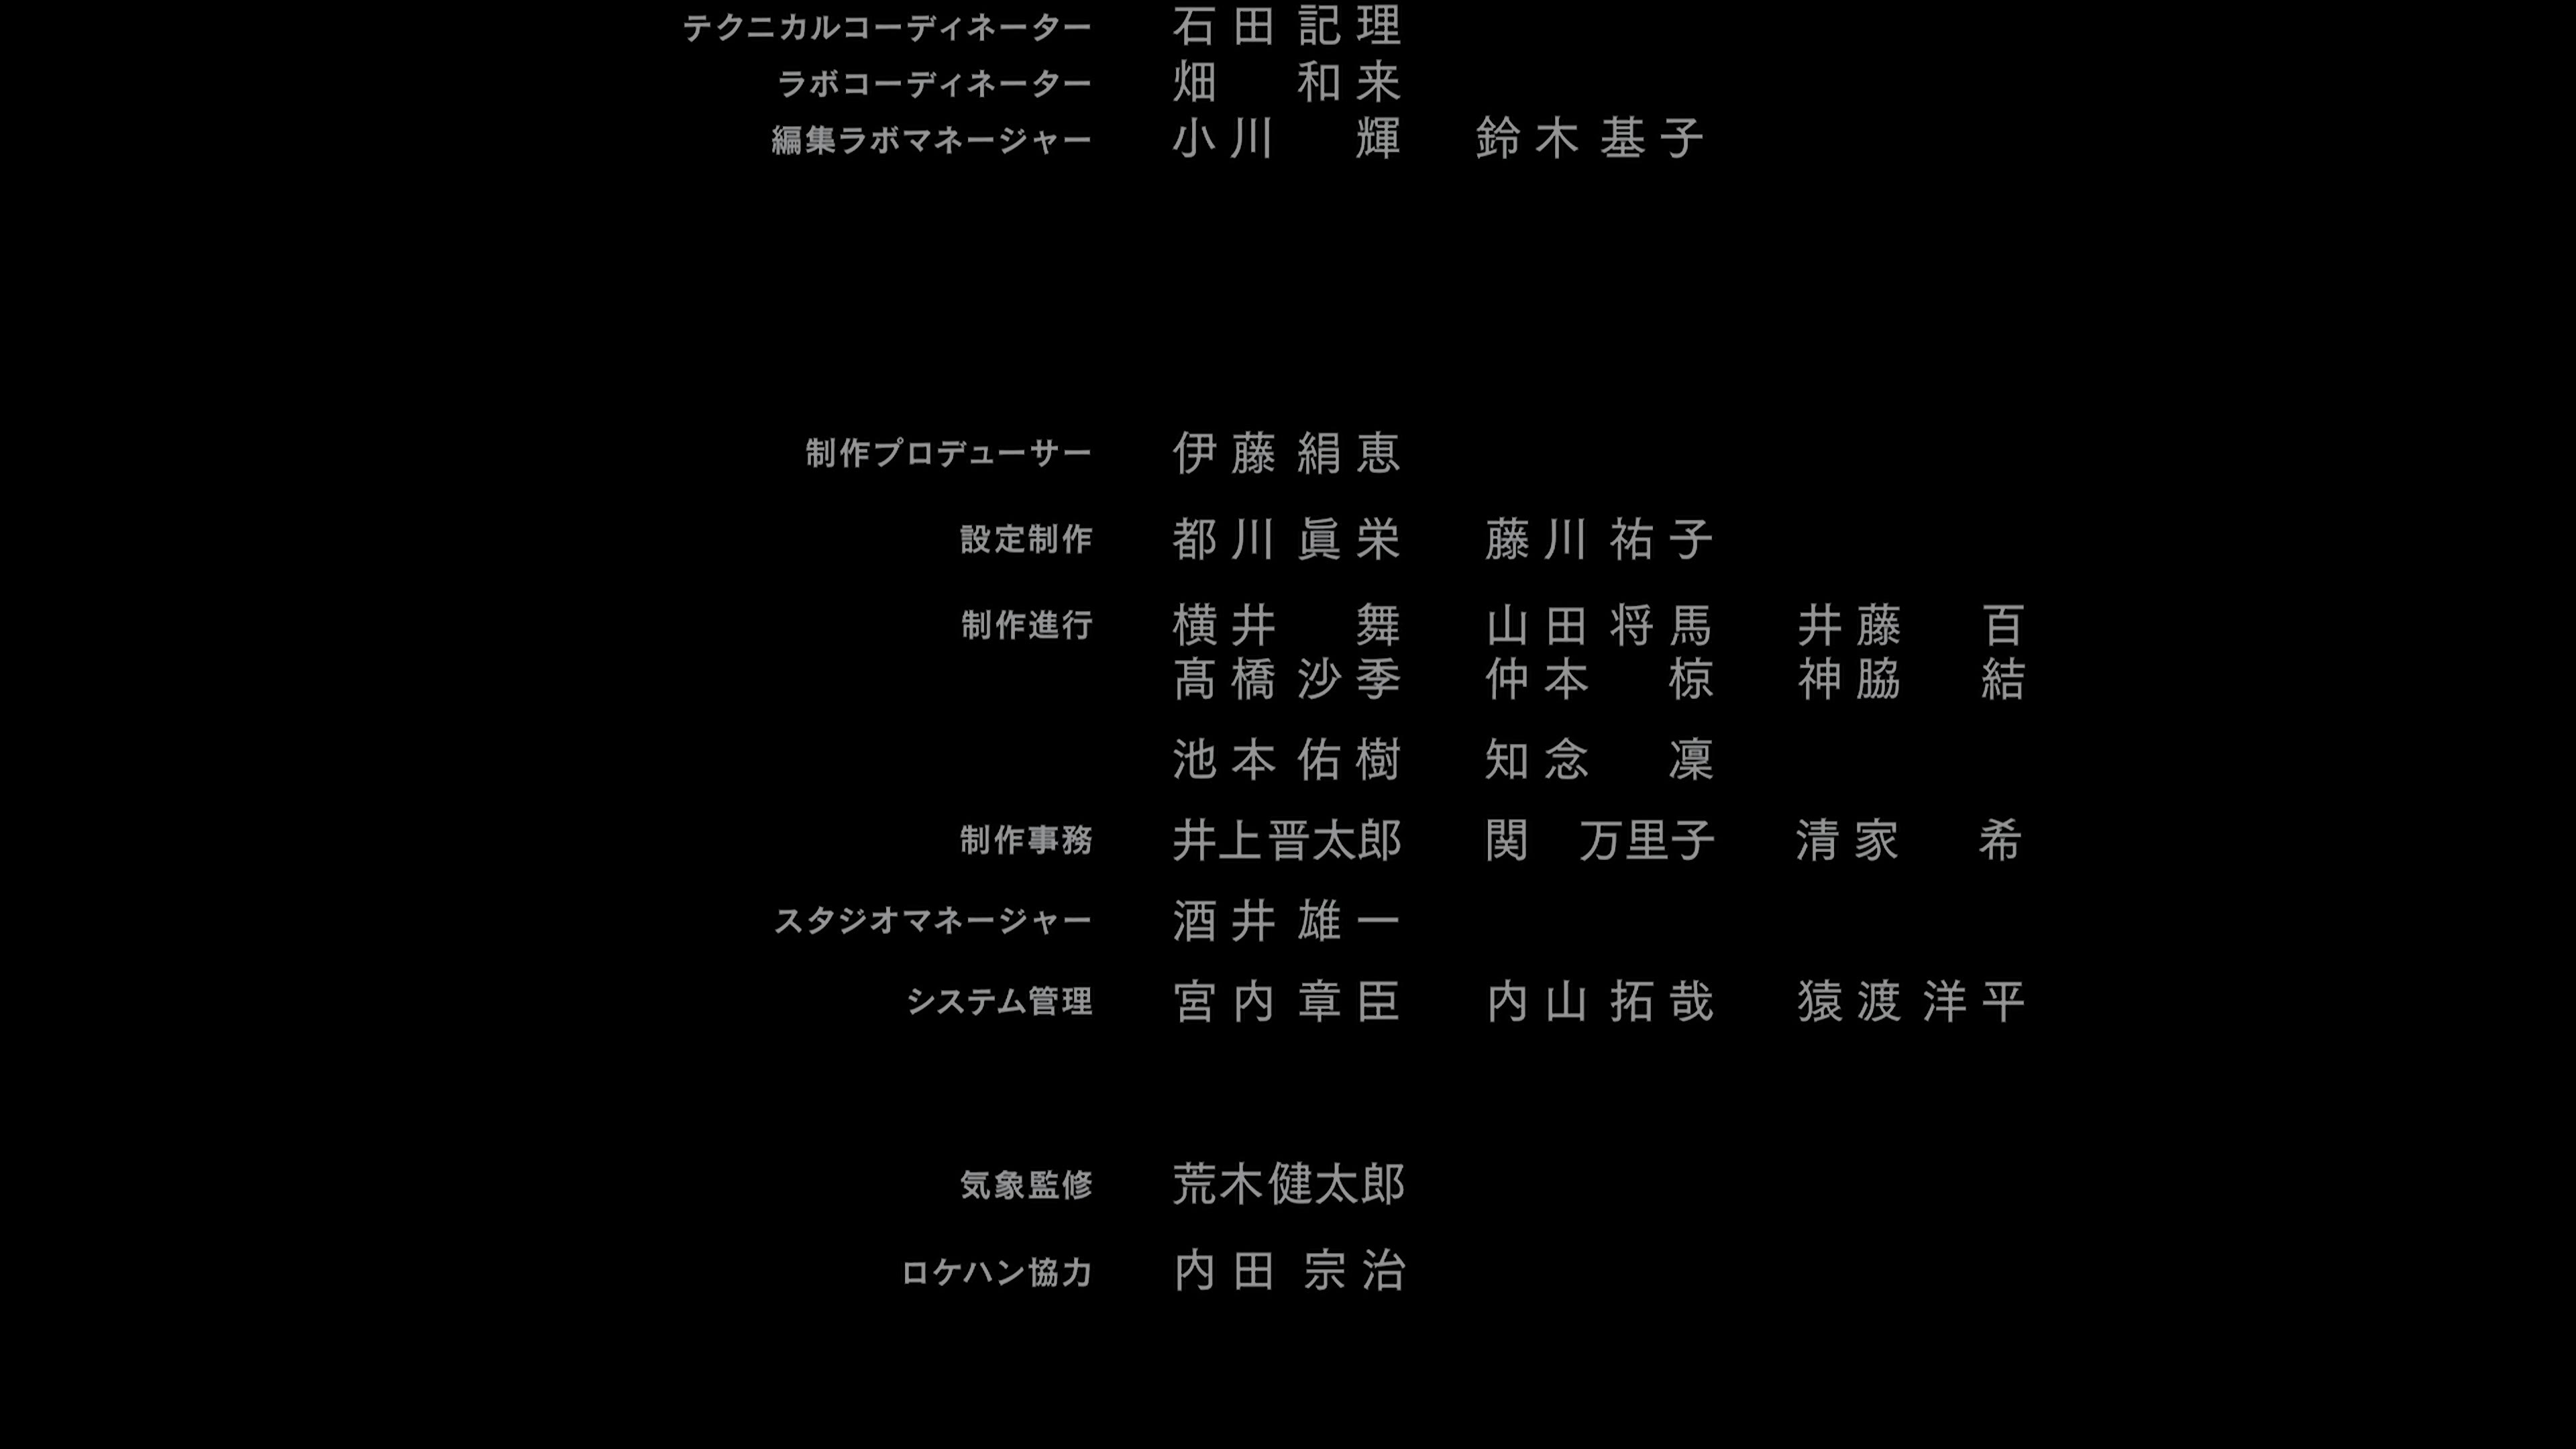 テクニカルコーディネーター 石田記理
ラボコーディネーター 畑 和来
編集ラボマネージャー 小川 輝 鈴木基子
制作プロデューサー 伊藤絹恵
設定制作 都川眞栄 藤川祐子
制作進行 横井 舞 山田将馬 井藤 百
髙橋沙季 仲本 椋 神脇 結
池本佑樹 知念 凜
制作事務 井上晋太郎 関 万里子 清家 希
スタジオマネージャー 酒井雄一
システム管理 宮内章臣 内山拓哉 猿渡洋平
気象監修 荒木健太郎
ロケハン協力 内田宗治